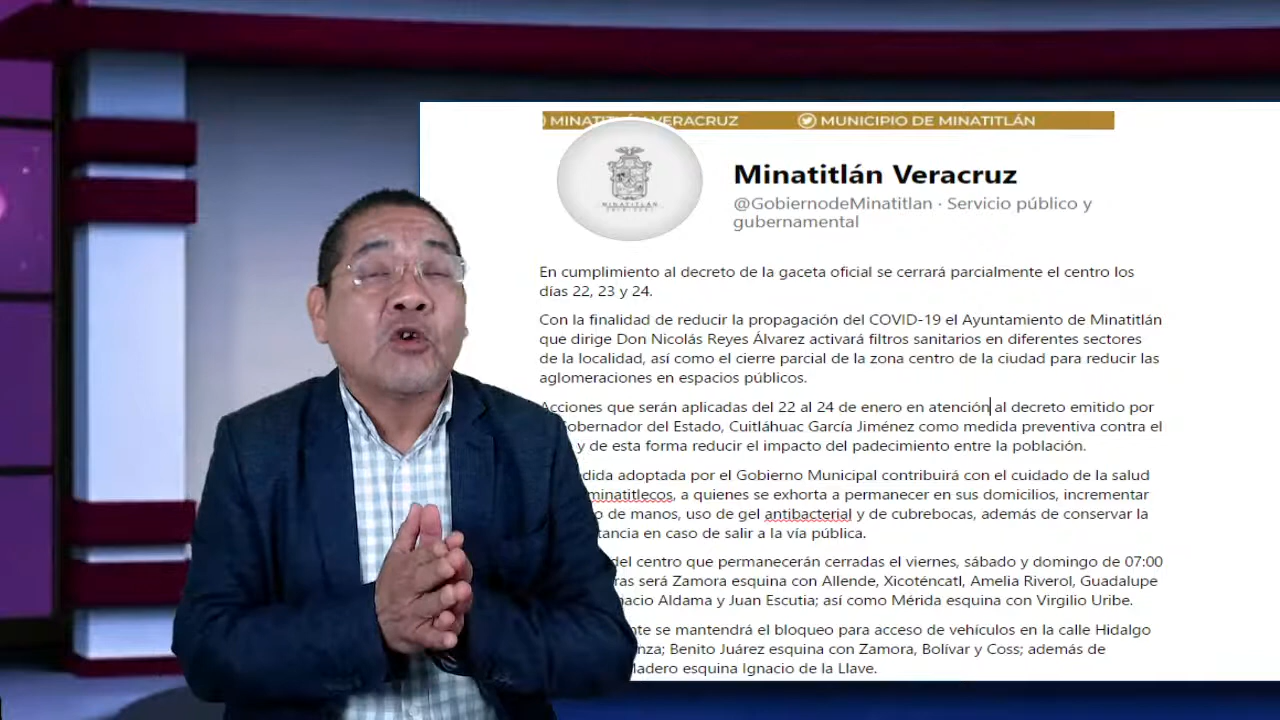 MINATITLÁN VERACRUZ
MUNICIPIO DE MINATITLÁN
MINATITLÁN
Minatitlán Veracruz
@GobiernodeMinatitlan · Servicio público y
gubernamental
En cumplimiento al decreto de la gaceta oficial se cerrará parcialmente el centro los
días 22, 23 y 24.
Con la finalidad de reducir la propagación del COVID-19 el Ayuntamiento de Minatitlán
que dirige Don Nicolás Reyes Álvarez activará filtros sanitarios en diferentes sectores
de la localidad, así como el cierre parcial de la zona centro de la ciudad para reducir las
aglomeraciones en espacios públicos.
Acciones que serán aplicadas del 22 al 24 de enero en atención al decreto emitido por
Gobernador del Estado, Cuitláhuac García Jiménez como medida preventiva contra el
y de esta forma reducir el impacto del padecimiento entre la población.
dida adoptada por el Gobierno Municipal contribuirá con el cuidado de la salud
minatitlecos, a quienes se exhorta a permanecer en sus domicilios, incrementar
o de manos, uso de gel antibacterial y de cubrebocas, además de conservar la
tancia en caso de salir a la vía pública.
del centro que permanecerán cerradas el viernes, sábado y domingo de 07:00
ras será Zamora esquina con Allende, Xicoténcatl, Amelia Riverol, Guadalupe
nacio Aldama y Juan Escutia; así como Mérida esquina con Virgilio Uribe.
nte se mantendrá el bloqueo para acceso de vehículos en la calle Hidalgo
nza; Benito Juárez esquina con Zamora, Bolívar y Coss; además de
Madero esquina Ignacio de la Llave.